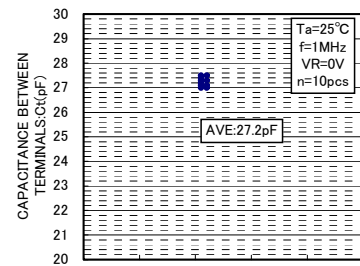 30
29
28
27
26
25
24
23
22
21
20
CAPACITANCE BETWEEN
TERMINALS:Ct(pF)
Ta=25℃
f=1MHz
VR=0V
n=10pcs
AVE:27.2pF